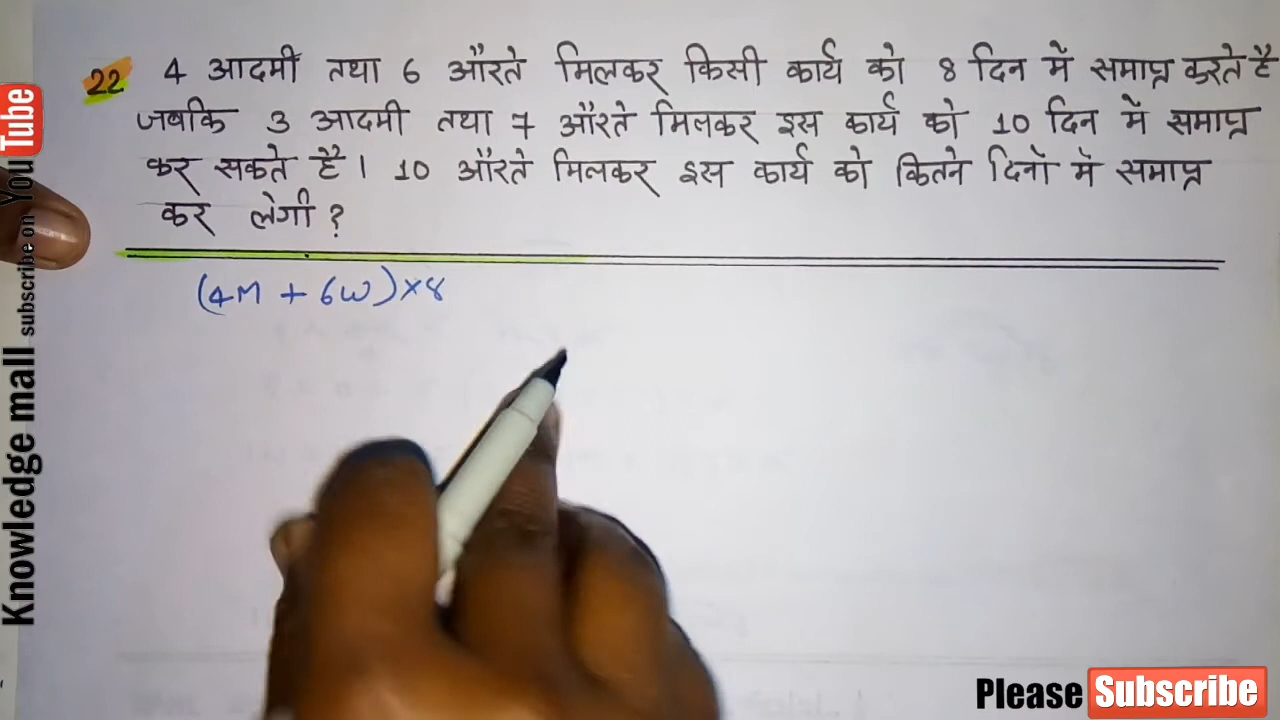 22 4 आदमी तथा 6 औरते मिलकर किसी कार्य को 8 दिन में समाप्त करते है
जबकि 3 आदमी तथा 7 औरते मिलकर इस कार्य को 10 दिन में समाप्त
कर सकते है। 10 औरते मिलकर इस कार्य को कितने दिनों में समाप्त
कर लेगी?
(4M + 6W)×8
Knowledge mall subscribe on YouTube
Please Subscribe